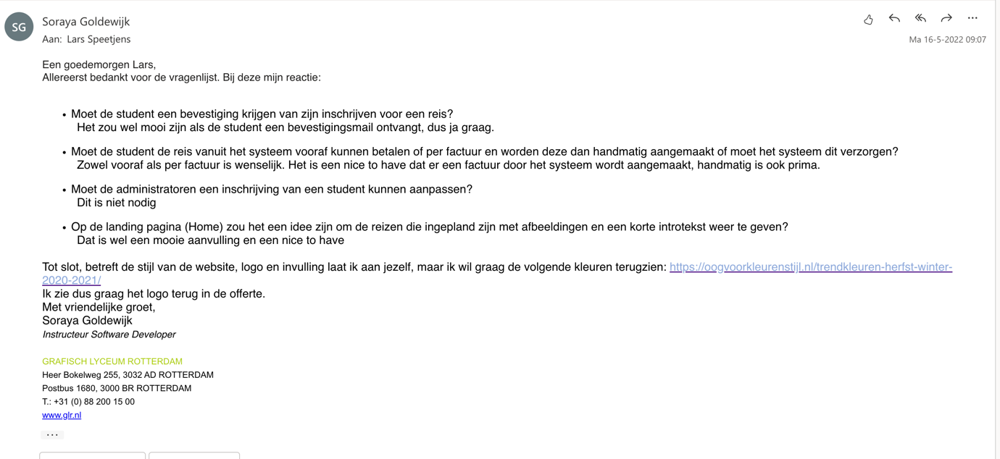 SG
Soraya Goldewijk
Aan: Lars Speetjens
Ma 16-5-2022 09:07
Een goedemorgen Lars,
Allereerst bedankt voor de vragenlijst. Bij deze mijn reactie:
• Moet de student een bevestiging krijgen van zijn inschrijven voor een reis?
Het zou wel mooi zijn als de student een bevestigingsmail ontvangt, dus ja graag.
• Moet de student de reis vanuit het systeem vooraf kunnen betalen of per factuur en worden deze dan handmatig aangemaakt of moet het systeem dit verzorgen?
Zowel vooraf als per factuur is wenselijk. Het is een nice to have dat er een factuur door het systeem wordt aangemaakt, handmatig is ook prima.
• Moet de administratoren een inschrijving van een student kunnen aanpassen?
Dit is niet nodig
• Op de landing pagina (Home) zou het een idee zijn om de reizen die ingepland zijn met afbeeldingen en een korte introtekst weer te geven?
Dat is wel een mooie aanvulling en een nice to have
Tot slot, betreft de stijl van de website, logo en invulling laat ik aan jezelf, maar ik wil graag de volgende kleuren terugzien: https://oogvoorkleurenstijl.nl/trendkleuren-herfst-winter-
2020-2021/
Ik zie dus graag het logo terug in de offerte.
Met vriendelijke groet,
Soraya Goldewijk
Instructeur Software Developer
GRAFISCH LYCEUM ROTTERDAM
Heer Bokelweg 255, 3032 AD ROTTERDAM
Postbus 1680, 3000 BR ROTTERDAM
T.: +31 (0) 88 200 15 00
www.glr.nl